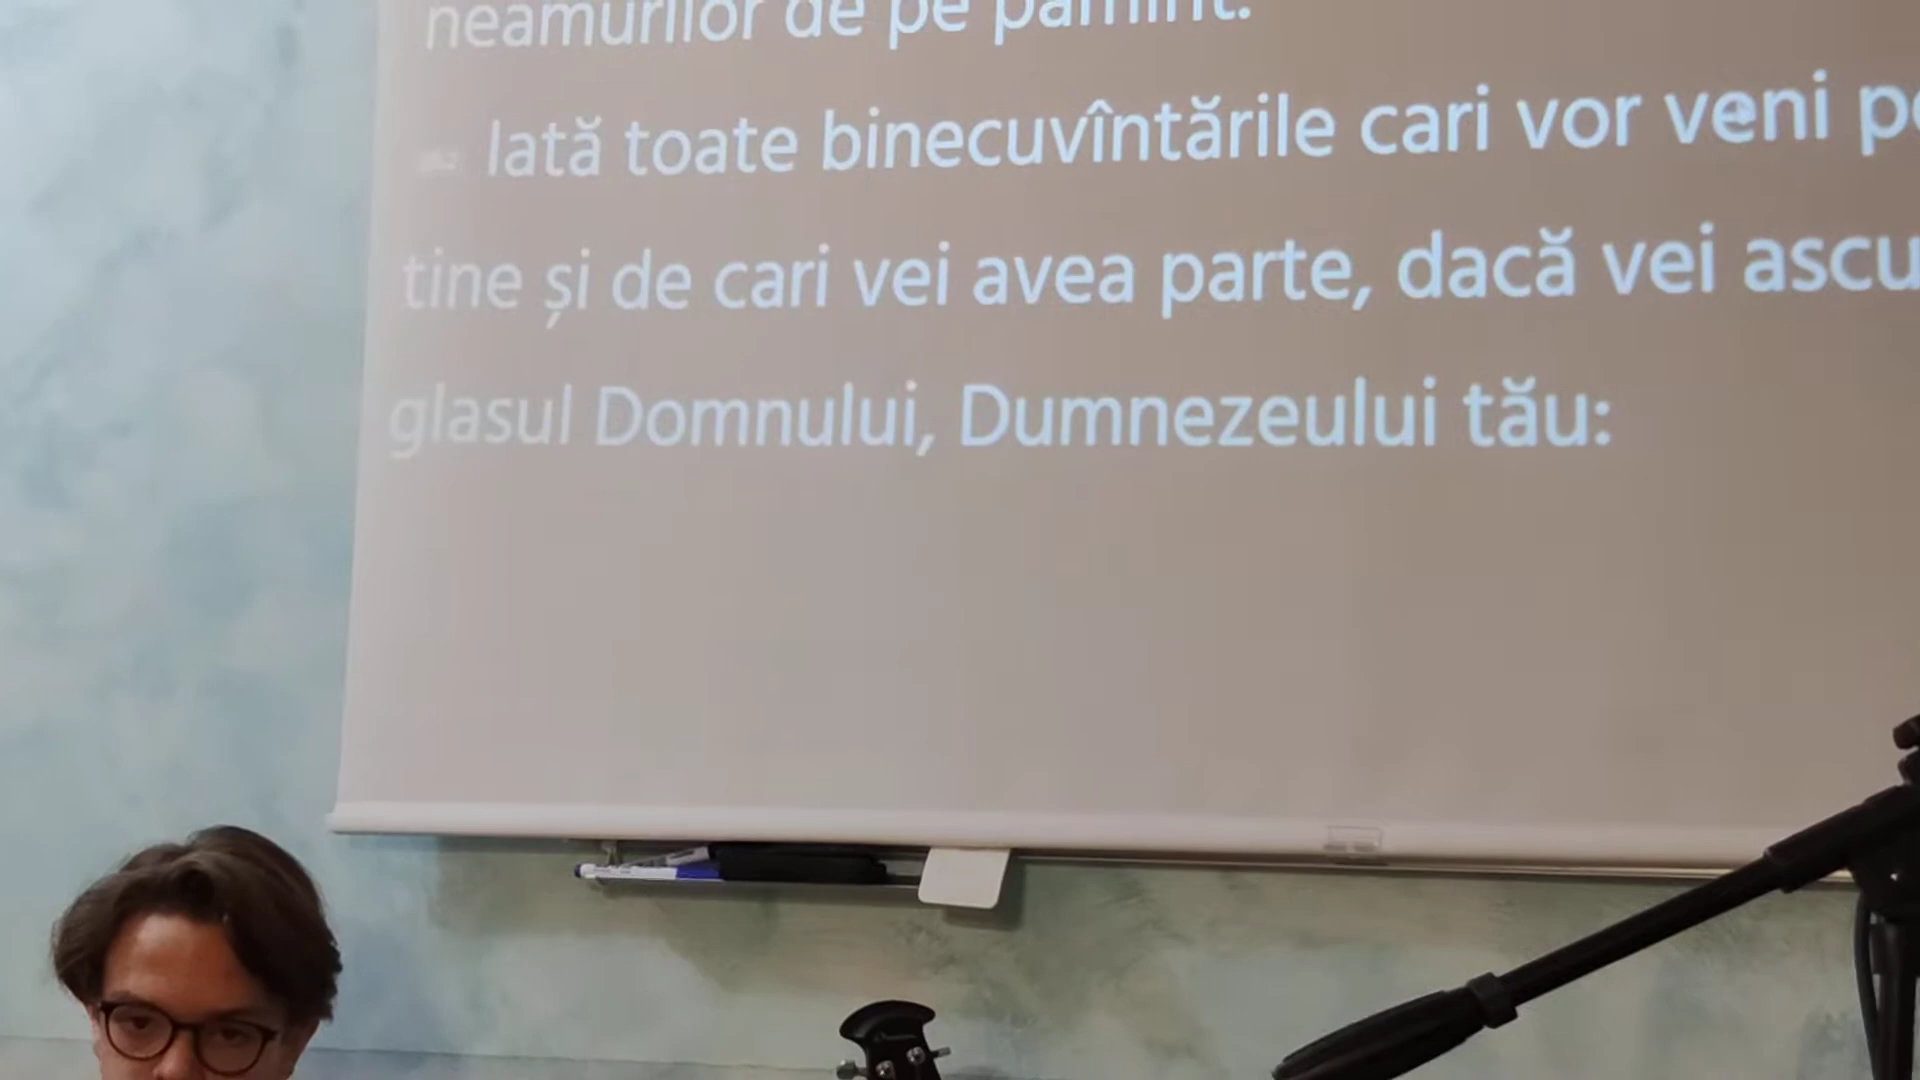 neamurilor de pe pămînt.
Iată toate binecuvîntările cari vor veni pe
tine și de cari vei avea parte, dacă vei ascu
glasul Domnului, Dumnezeului tău: